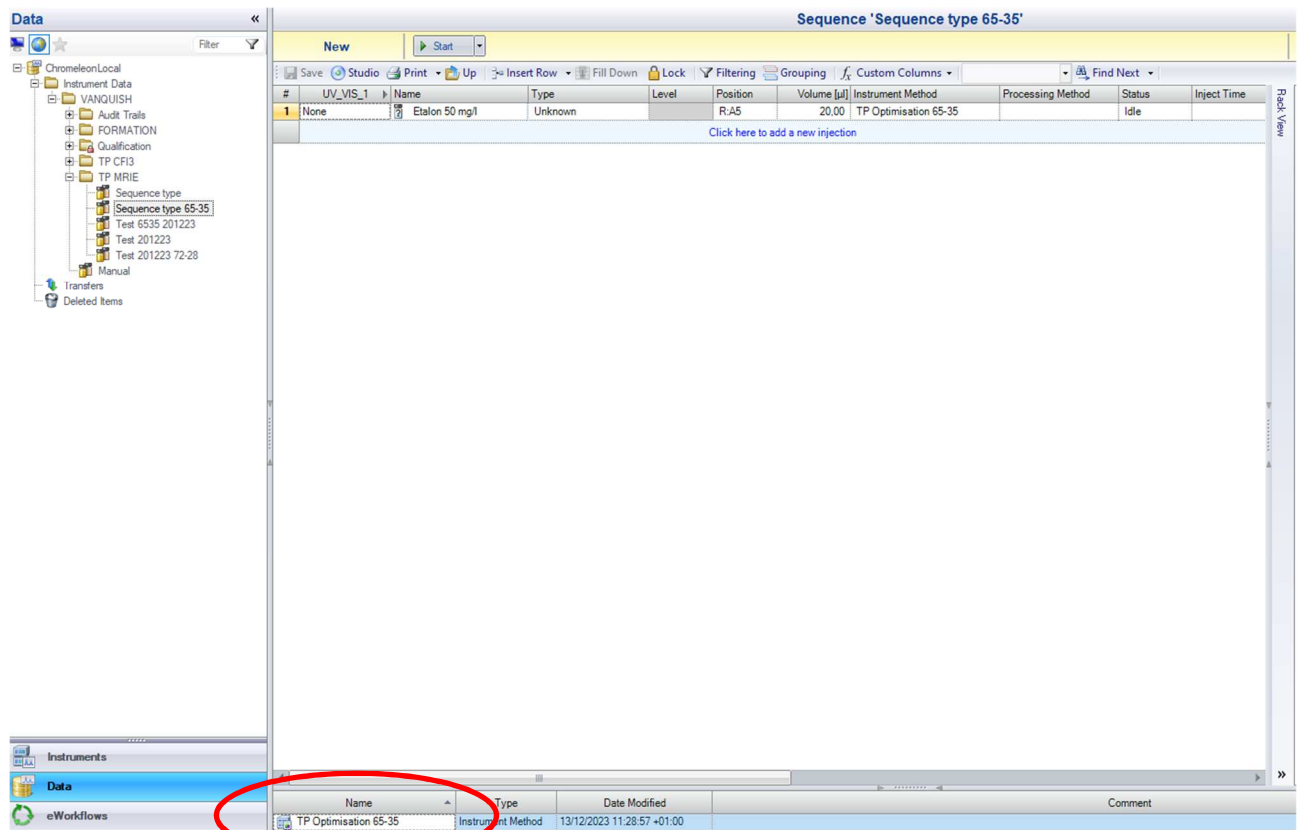 Data «
Sequence 'Sequence type 65-35'
Filter
New Start
ChromeleonLocal
Save Studio Print Up Insert Row Fill Down Lock Filtering Grouping fx Custom Columns Find Next
Instrument Data
# UV_VIS_1 Name Type Level Position Volume [µl] Instrument Method Processing Method Status Inject Time
VANQUISH
1 None Etalon 50 mg/l Unknown R:A5 20,00 TP Optimisation 65-35 Idle
Rack View
Audit Trails
FORMATION
Click here to add a new injection
Qualification
TP CFI3
TP MRIE
Sequence type
Sequence type 65-35
Test 6535 201223
Test 201223
Test 201223 72-28
Manual
Transfers
Deleted Items
Instruments
Data
»
Name Type Date Modified Comment
eWorkflows
TP Optimisation 65-35 Instrument Method 13/12/2023 11:28:57 +01:00